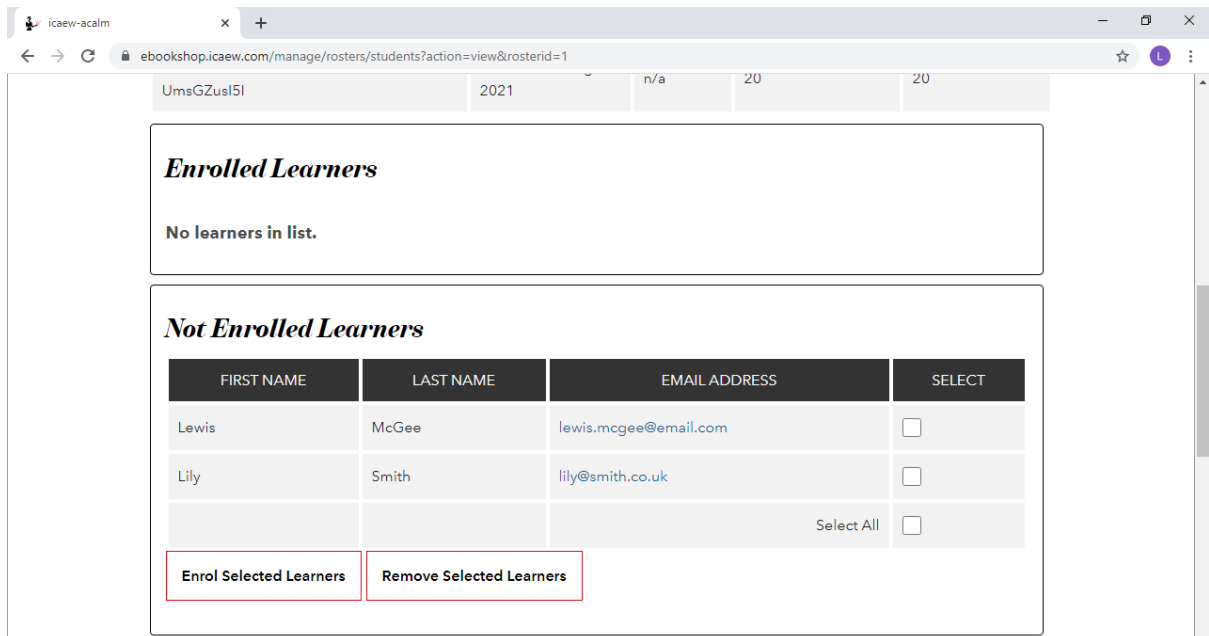 icaew-acalm
ebookshop.icaew.com/manage/rosters/students?action=view&rosterid=1
L
UmsGZusI5I 2021 n/a 20 20
Enrolled Learners
No learners in list.
Not Enrolled Learners
FIRST NAME LAST NAME EMAIL ADDRESS SELECT
Lewis McGee lewis.mcgee@email.com
Lily Smith lily@smith.co.uk
Select All
Enrol Selected Learners Remove Selected Learners